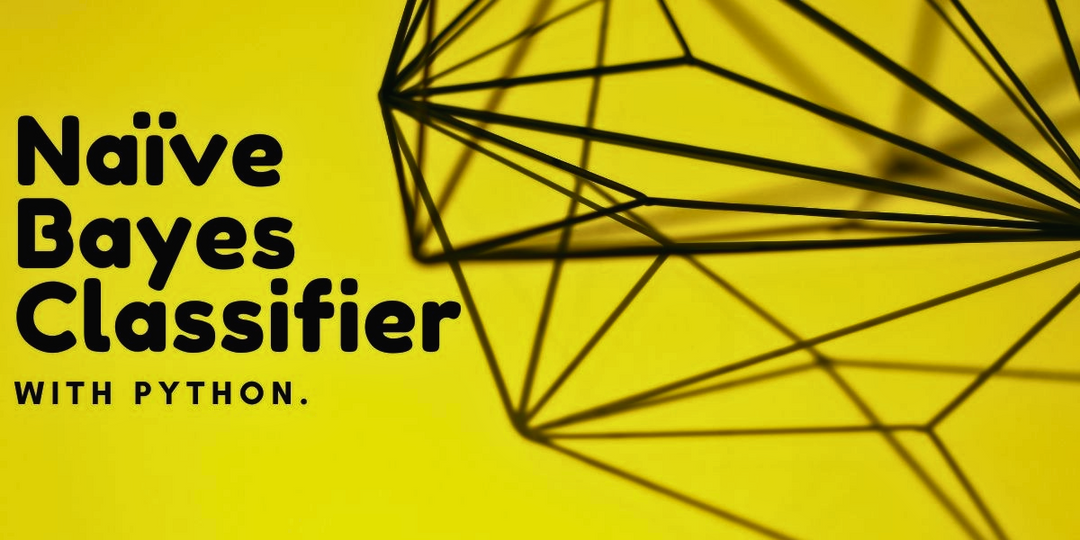 Naïve
Bayes
Classifier
WITH PYTHON.